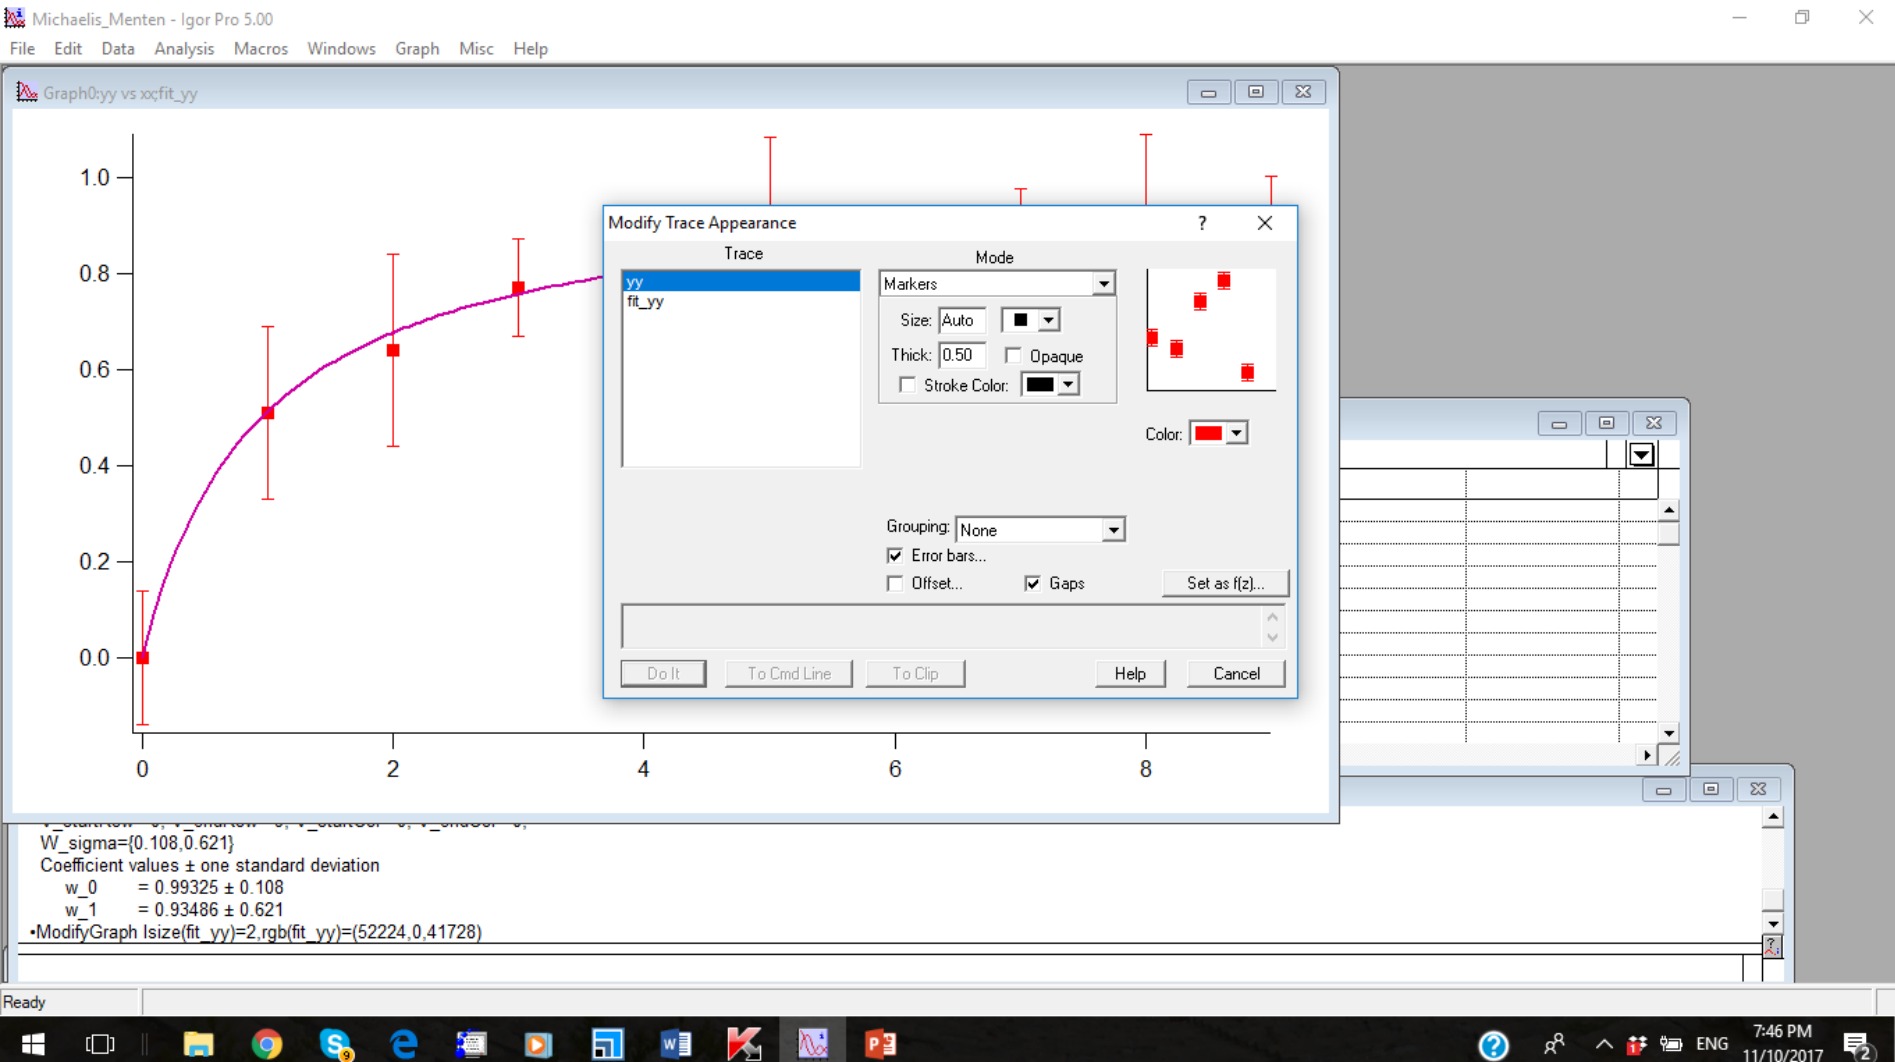 Michaelis_Menten - Igor Pro 5.00
File Edit Data Analysis Macros Windows Graph Misc Help
Graph0:yy vs xx;fit_yy
1.0
0.8
0.6
0.4
0.2
0.0
0 2 4 6 8
Modify Trace Appearance ?
Trace
yy
fit_yy
Mode
Markers
Size: Auto
Thick: 0.50 Opaque
Stroke Color:
Color:
Grouping: None
Error bars...
Offset... Gaps Set as f(z)...
Do It To Cmd Line To Clip Help Cancel
W_sigma={0.108,0.621}
Coefficient values ± one standard deviation
w_0 = 0.99325 ± 0.108
w_1 = 0.93486 ± 0.621
•ModifyGraph lsize(fit_yy)=2,rgb(fit_yy)=(52224,0,41728)
Ready
ENG
7:46 PM
11/10/2017